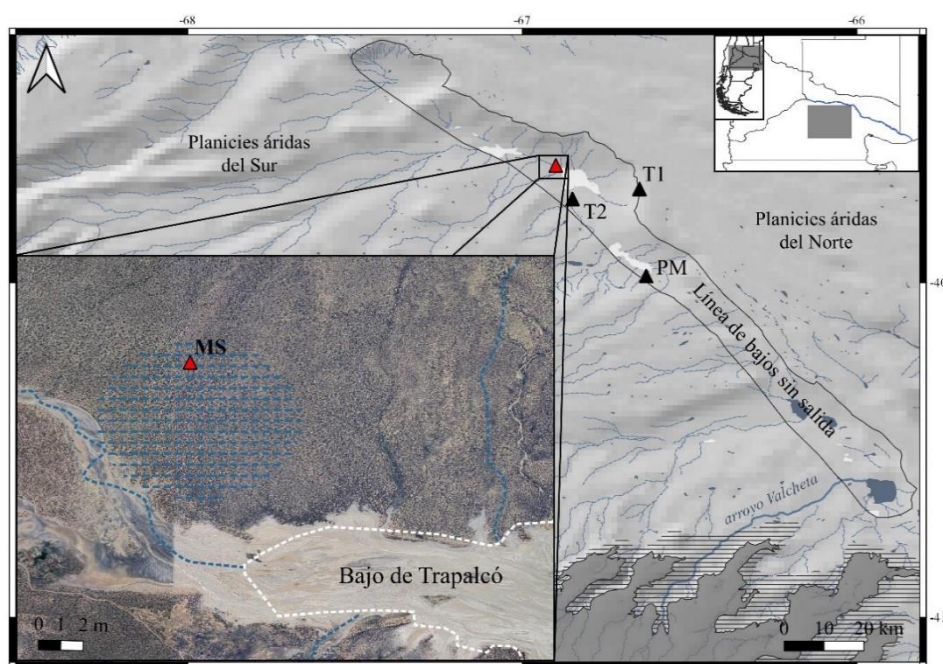 -68
-67
-66
Planicies áridas
del Sur
T1
T2
Planicies áridas
del Norte
-40
PM
Línea de bajos sin salida
MS
arroyo Valcheta
Bajo de Trapalcó
0 1 2 m
0 10 20 km
-41